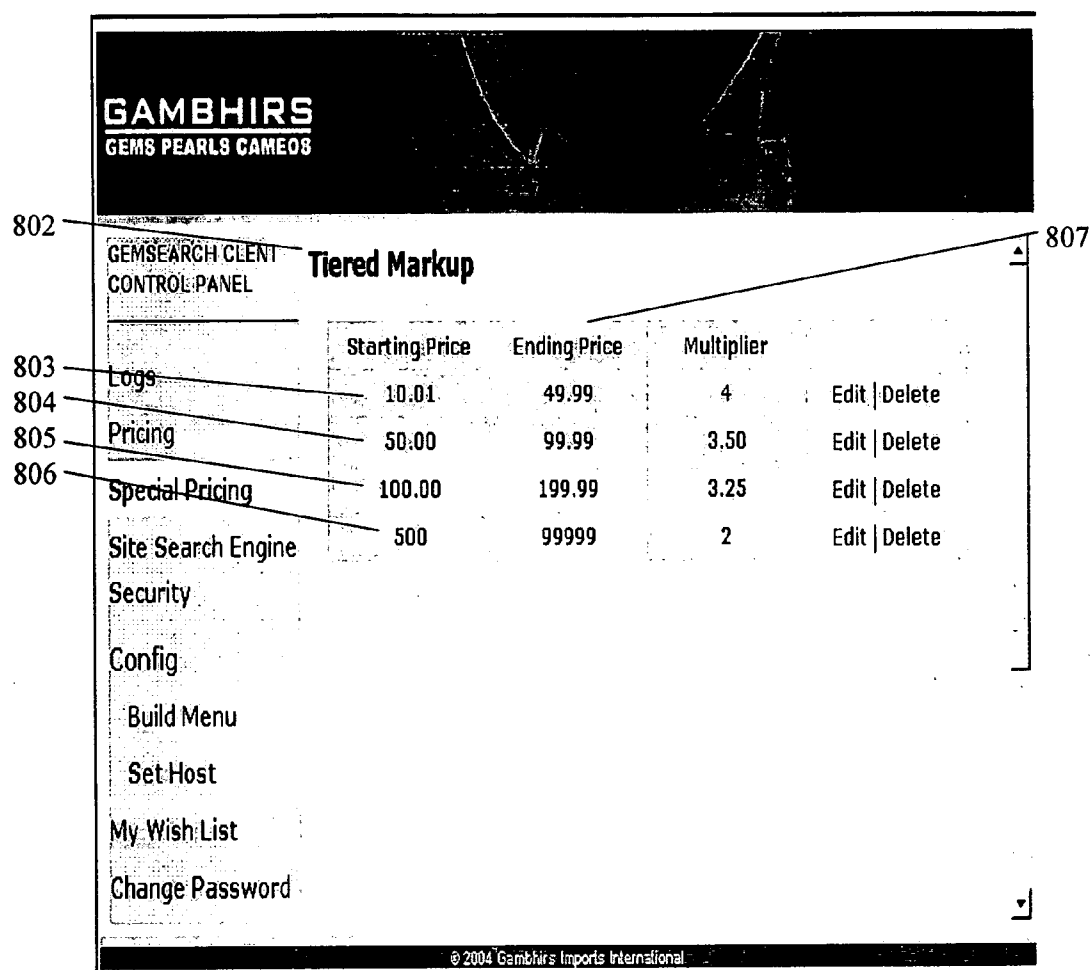 GAMBHIRS
GEMS PEARLS CAMEOS
802
807
GEMSEARCH CLENT
CONTROL PANEL
Tiered Markup
Starting Price Ending Price Multiplier
803
Logs
10.01 49.99 4 Edit | Delete
804
Pricing
50.00 99.99 3.50 Edit | Delete
805
Special Pricing
100.00 199.99 3.25 Edit | Delete
806
Site Search Engine
500 99999 2 Edit | Delete
Security
Config
Build Menu
Set Host
My Wish List
Change Password
© 2004 Gambhirs Imports International